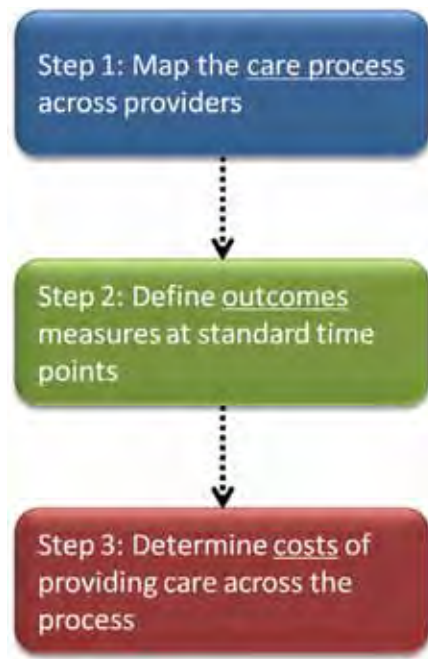 Step 1: Map the care process
across providers
Step 2: Define outcomes
measures at standard time
points
Step 3: Determine costs of
providing care across the
process